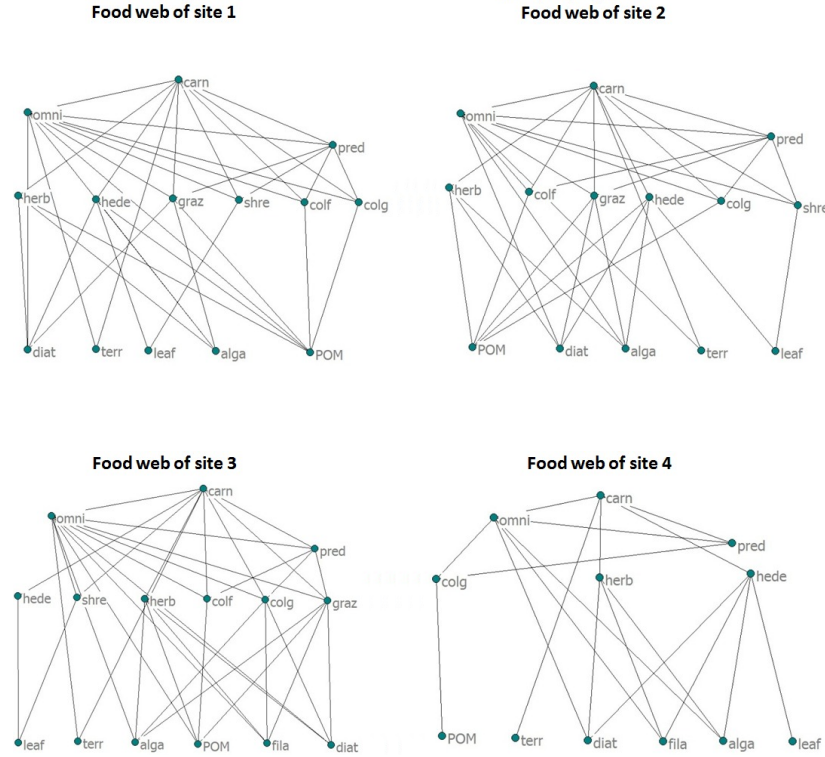 Food web of site 1
Food web of site 2
carn
omni
pred
herb
hede
graz
shre
colf
colg
diat
terr
leaf
alga
POM
carn
omni
pred
herb
colf
graz
hede
colg
shre
POM
diat
alga
terr
leaf
Food web of site 3
Food web of site 4
carn
omni
pred
hede
shre
herb
colf
colg
graz
leaf
terr
alga
POM
fila
diat
carn
omni
pred
colg
herb
hede
POM
terr
diat
fila
alga
leaf